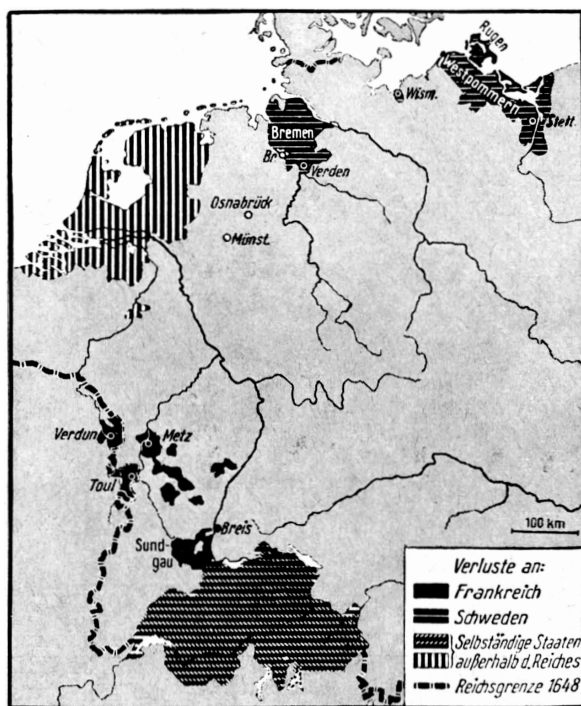 Rügen
Westpommern
Wism.
Stett.
Bremen
Br
Verden
Osnabrück
Münst.
Verdun
Metz
Toul
Breis
Sund-
gau
100 km
Verluste an:
Frankreich
Schweden
Selbständige Staaten
außerhalb d. Reiches
Reichsgrenze 1648